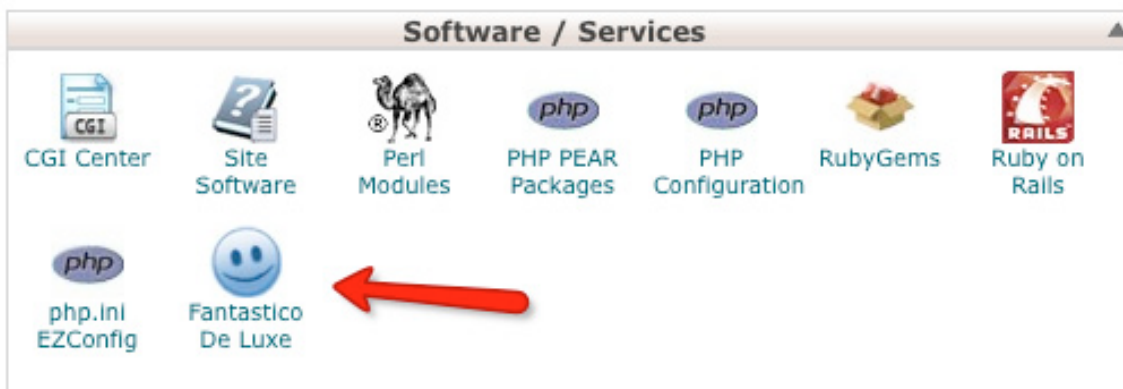 Software / Services
CGI
CGI Center
?
Site
Software
®
Perl
Modules
php
PHP PEAR
Packages
php
PHP
Configuration
RubyGems
RAILS
Ruby on
Rails
php
php.ini
EZConfig
Fantastico
De Luxe